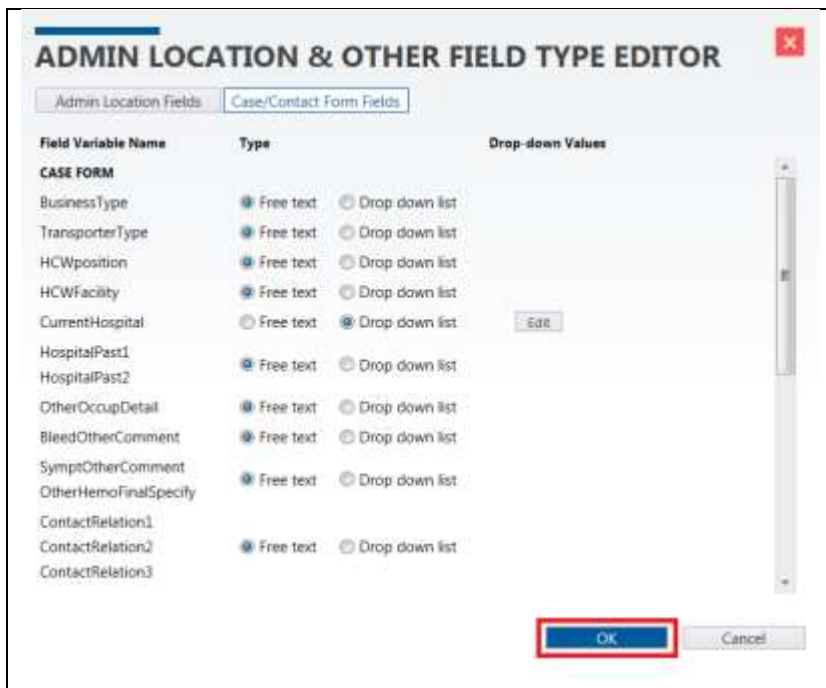 ADMIN LOCATION & OTHER FIELD TYPE EDITOR
Admin Location Fields Case/Contact Form Fields
Field Variable Name Type Drop-down Values
CASE FORM
BusinessType Free text Drop down list
TransporterType Free text Drop down list
HCWposition Free text Drop down list
HCWFacility Free text Drop down list
CurrentHospital Free text Drop down list Edit
HospitalPast1
HospitalPast2
Free text Drop down list
OtherOccupDetail Free text Drop down list
BleedOtherComment Free text Drop down list
SymptOtherComment
OtherHemoFinalSpecify
Free text Drop down list
ContactRelation1
ContactRelation2 Free text Drop down list
ContactRelation3
OK Cancel